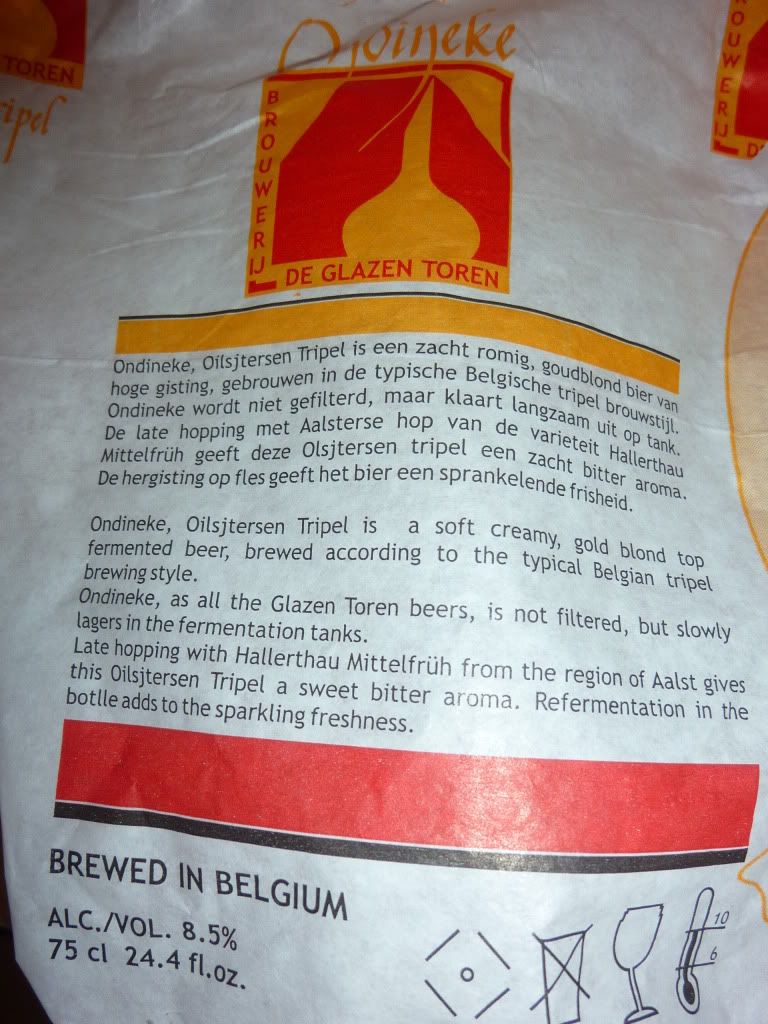 Ondineke
TOREN
BROUWERIJ
DE GLAZEN TOREN
Ondineke, Oilsjtersen Tripel is een zacht romig, goudblond bier van
hoge gisting, gebrouwen in de typische Belgische tripel brouwstijl.
Ondineke wordt niet gefilterd, maar klaart langzaam uit op tank.
De late hopping met Aalsterse hop van de varieteit Hallerthau
Mittelfrüh geeft deze Olsjtersen tripel een zacht bitter aroma.
De hergisting op fles geeft het bier een sprankelende frisheid.
Ondineke, Oilsjtersen Tripel is a soft creamy, gold blond top
fermented beer, brewed according to the typical Belgian tripel
brewing style.
Ondineke, as all the Glazen Toren beers, is not filtered, but slowly
lagers in the fermentation tanks.
Late hopping with Hallerthau Mittelfrüh from the region of Aalst gives
this Oilsjtersen Tripel a sweet bitter aroma. Refermentation in the
botlle adds to the sparkling freshness.
BREWED IN BELGIUM
ALC./VOL. 8.5%
75 cl 24.4 fl.oz.
10
6